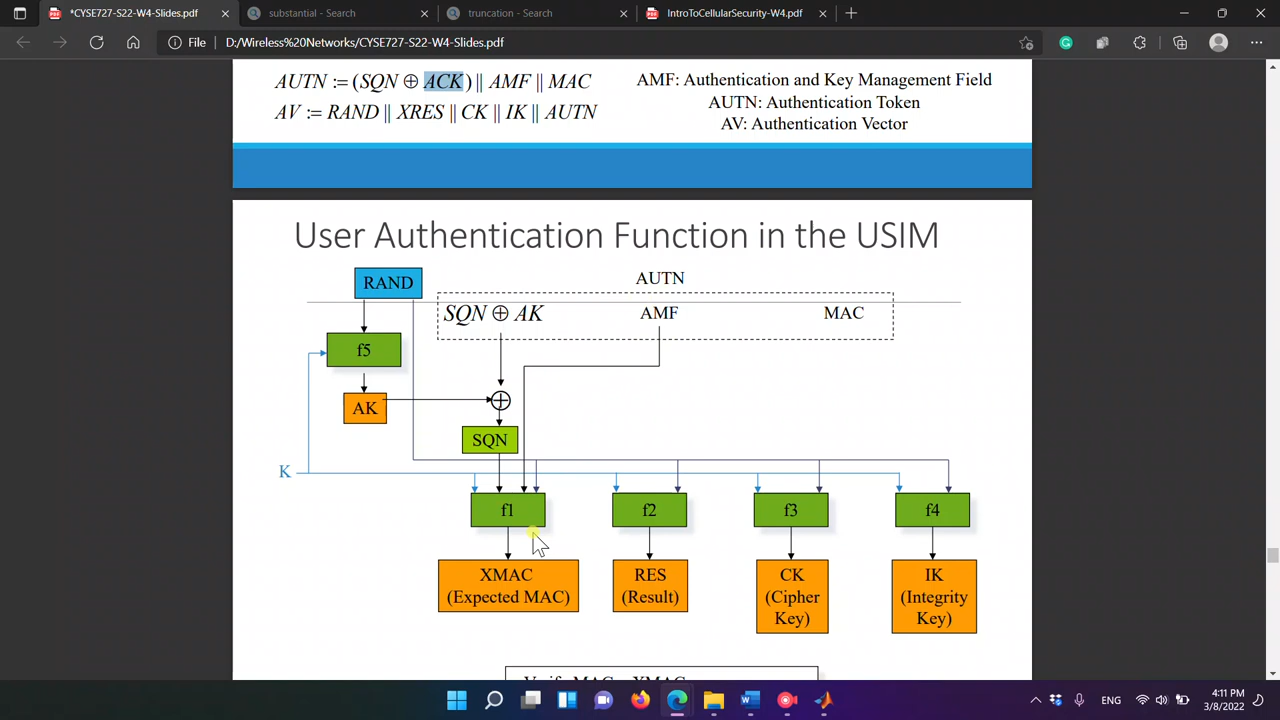 *CYSE727-S22-W4-Slides.pdf
substantial - Search
truncation - Search
IntroToCellularSecurity-W4.pdf
File
D:/Wireless%20Networks/CYSE727-S22-W4-Slides.pdf
AUTN := (SQN ⊕ ACK) || AMF || MAC
AV := RAND || XRES || CK || IK || AUTN
AMF: Authentication and Key Management Field
AUTN: Authentication Token
AV: Authentication Vector
User Authentication Function in the USIM
RAND
AUTN
SQN ⊕ AK
AMF
MAC
f5
AK
SQN
K
f1
f2
f3
f4
XMAC
(Expected MAC)
RES
(Result)
CK
(Cipher
Key)
IK
(Integrity
Key)
Verify MAC = XMAC
ENG
4:11 PM
3/8/2022